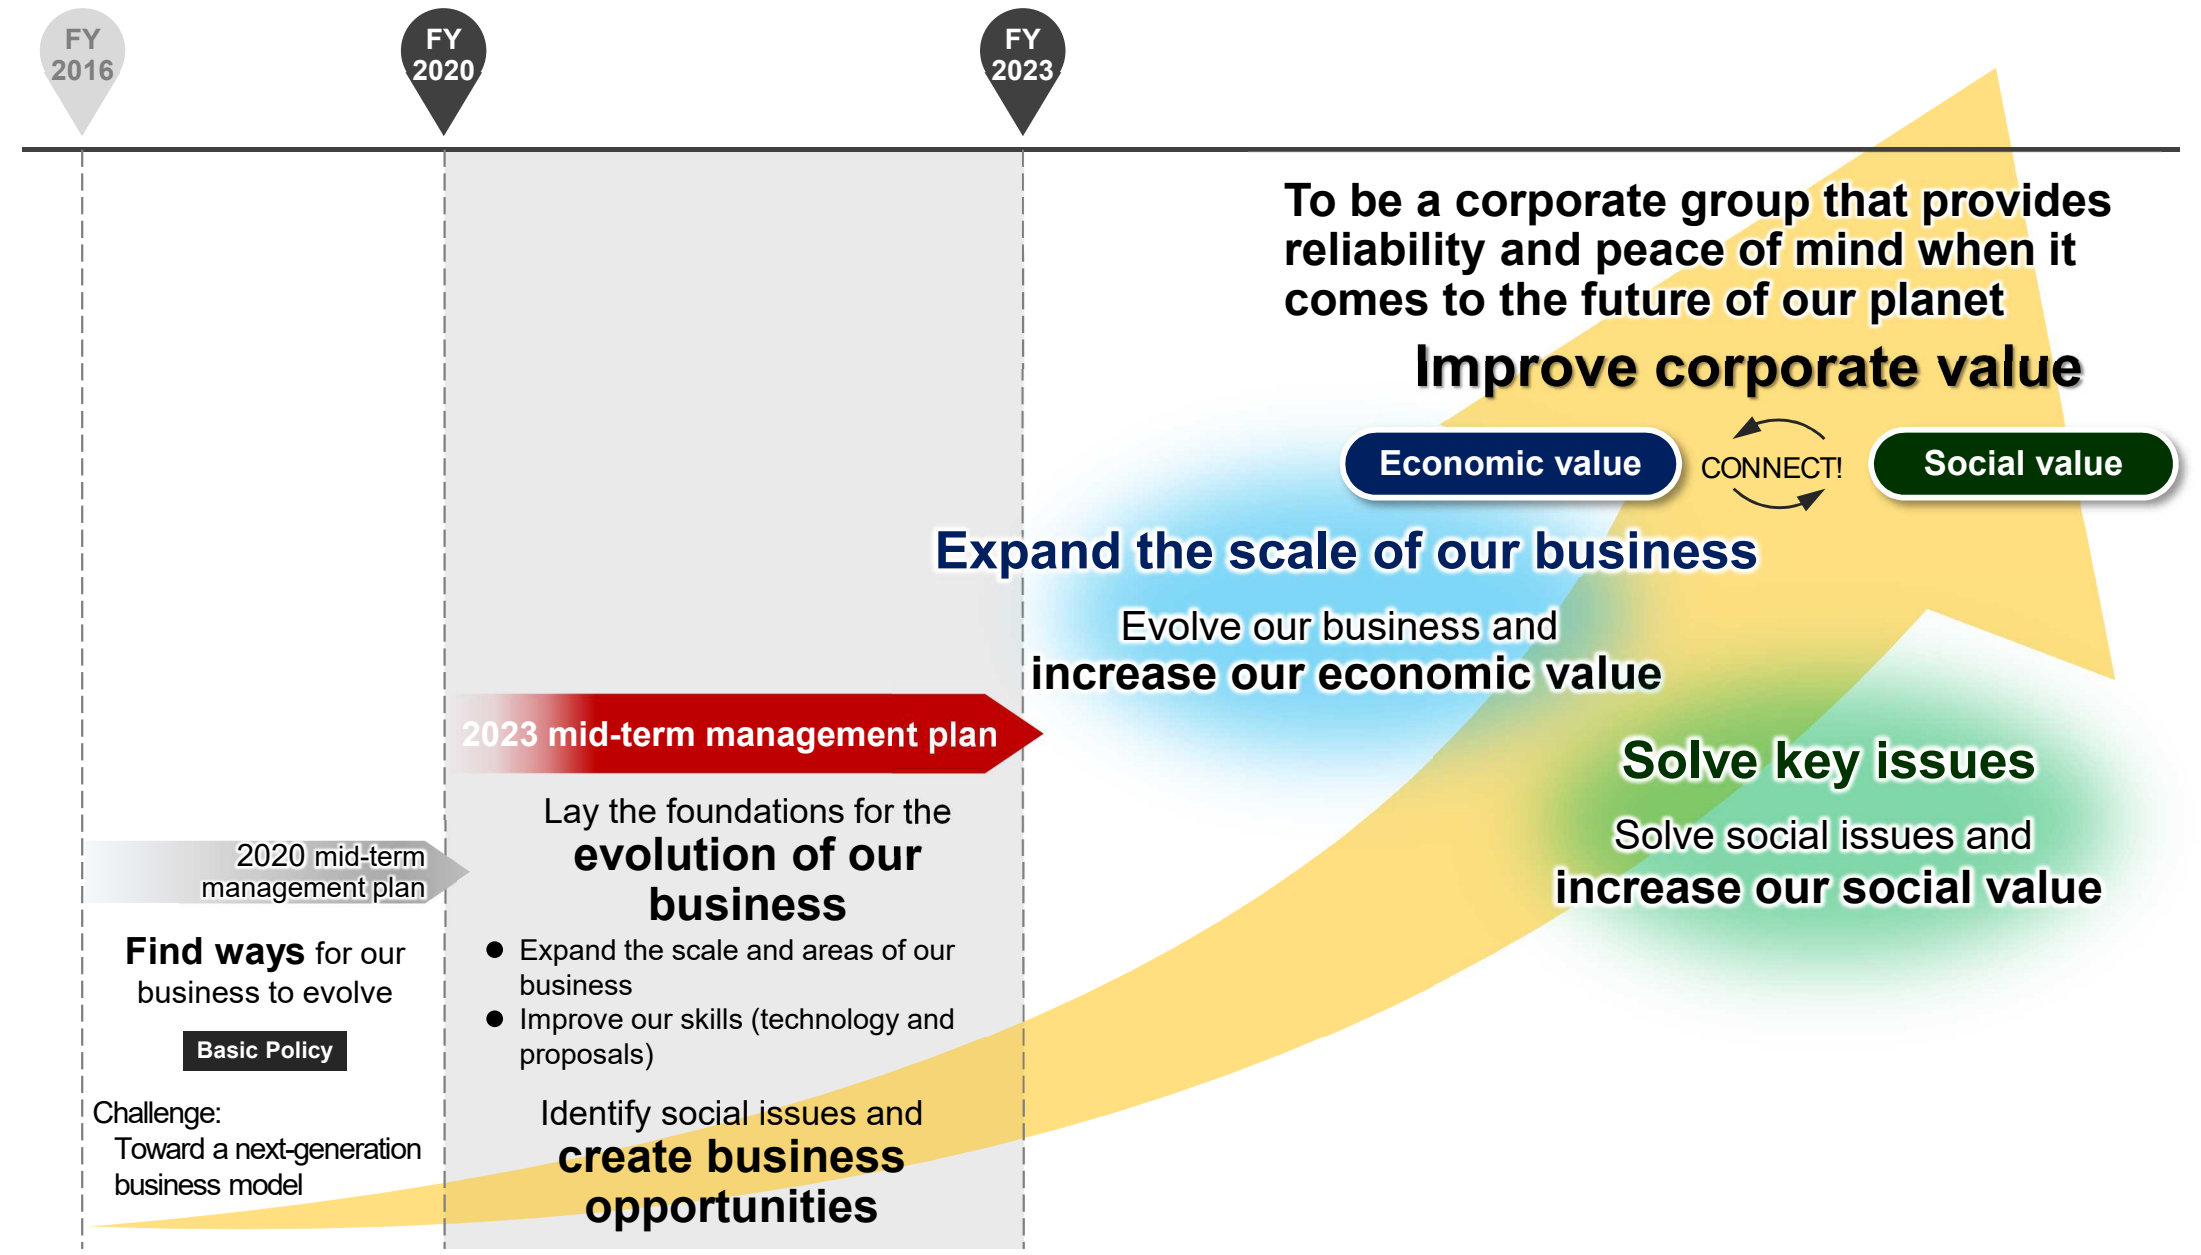 FY
2016
FY
2020
FY
2023
To be a corporate group that provides
reliability and peace of mind when it
comes to the future of our planet
Improve corporate value
Economic value
CONNECT!
Social value
Expand the scale of our business
Evolve our business and
increase our economic value
Solve key issues
Solve social issues and
increase our social value
2023 mid-term management plan
Lay the foundations for the
evolution of our
business
● Expand the scale and areas of our
business
● Improve our skills (technology and
proposals)
Identify social issues and
create business
opportunities
2020 mid-term
management plan
Find ways for our
business to evolve
Basic Policy
Challenge:
Toward a next-generation
business model